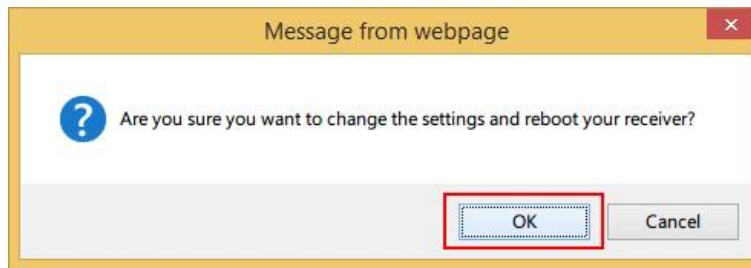 Message from webpage
Are you sure you want to change the settings and reboot your receiver?
OK
Cancel